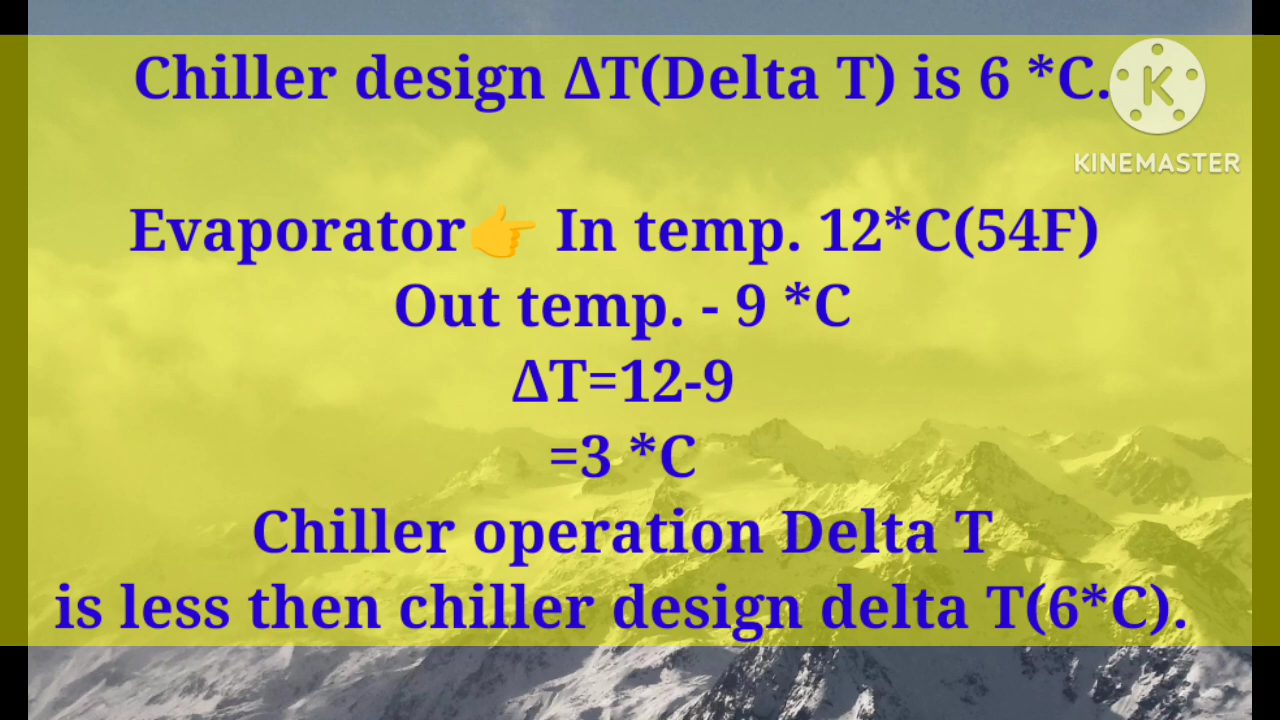 Chiller design ΔT(Delta T) is 6 *C.
K
KINEMASTER
Evaporator👉 In temp. 12*C(54F)
Out temp. - 9 *C
ΔT=12-9
=3 *C
Chiller operation Delta T
is less then chiller design delta T(6*C).